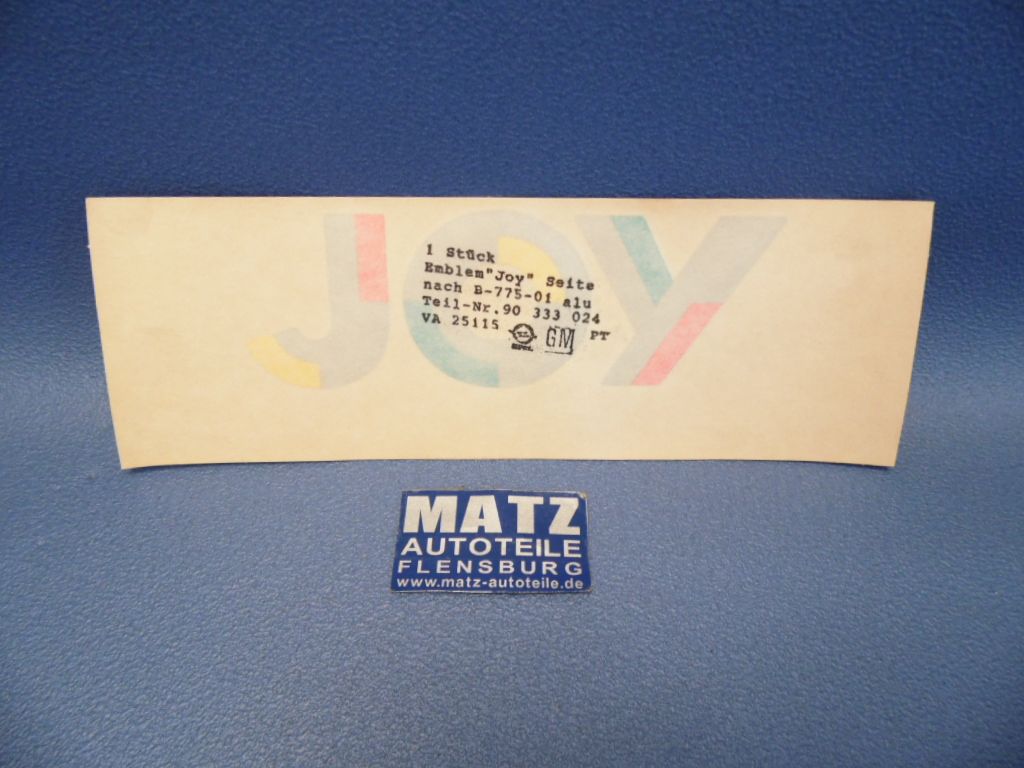 JOY
1 Stück
Emblem"Joy" Seite
nach B-775-01 alu
Teil-Nr.90 333 024
VA 25115
OPEL
GM
PT
MATZ
AUTOTEILE
FLENSBURG
www.matz-autoteile.de